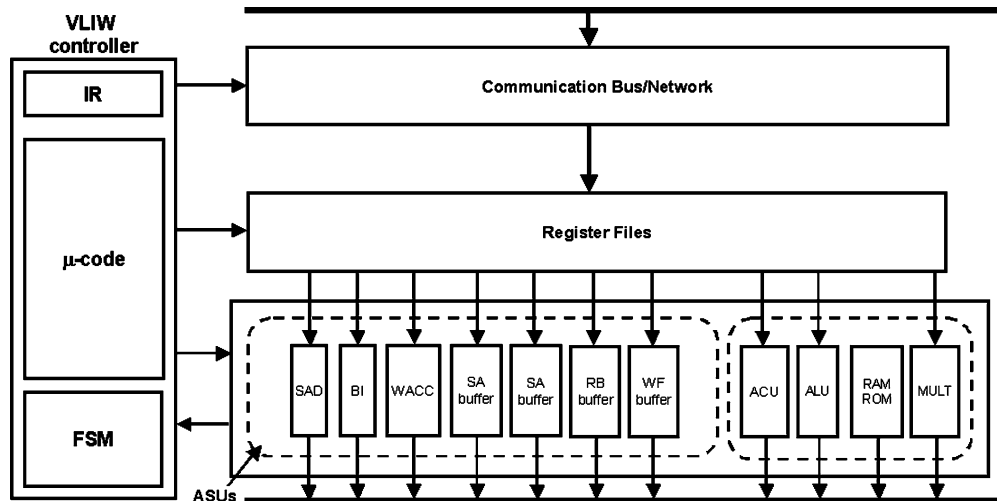 VLIW
controller
IR
Communication Bus/Network
Register Files
μ-code
SAD
BI
WACC
SA
buffer
SA
buffer
RB
buffer
WF
buffer
ACU
ALU
RAM
ROM
MULT
FSM
ASUs